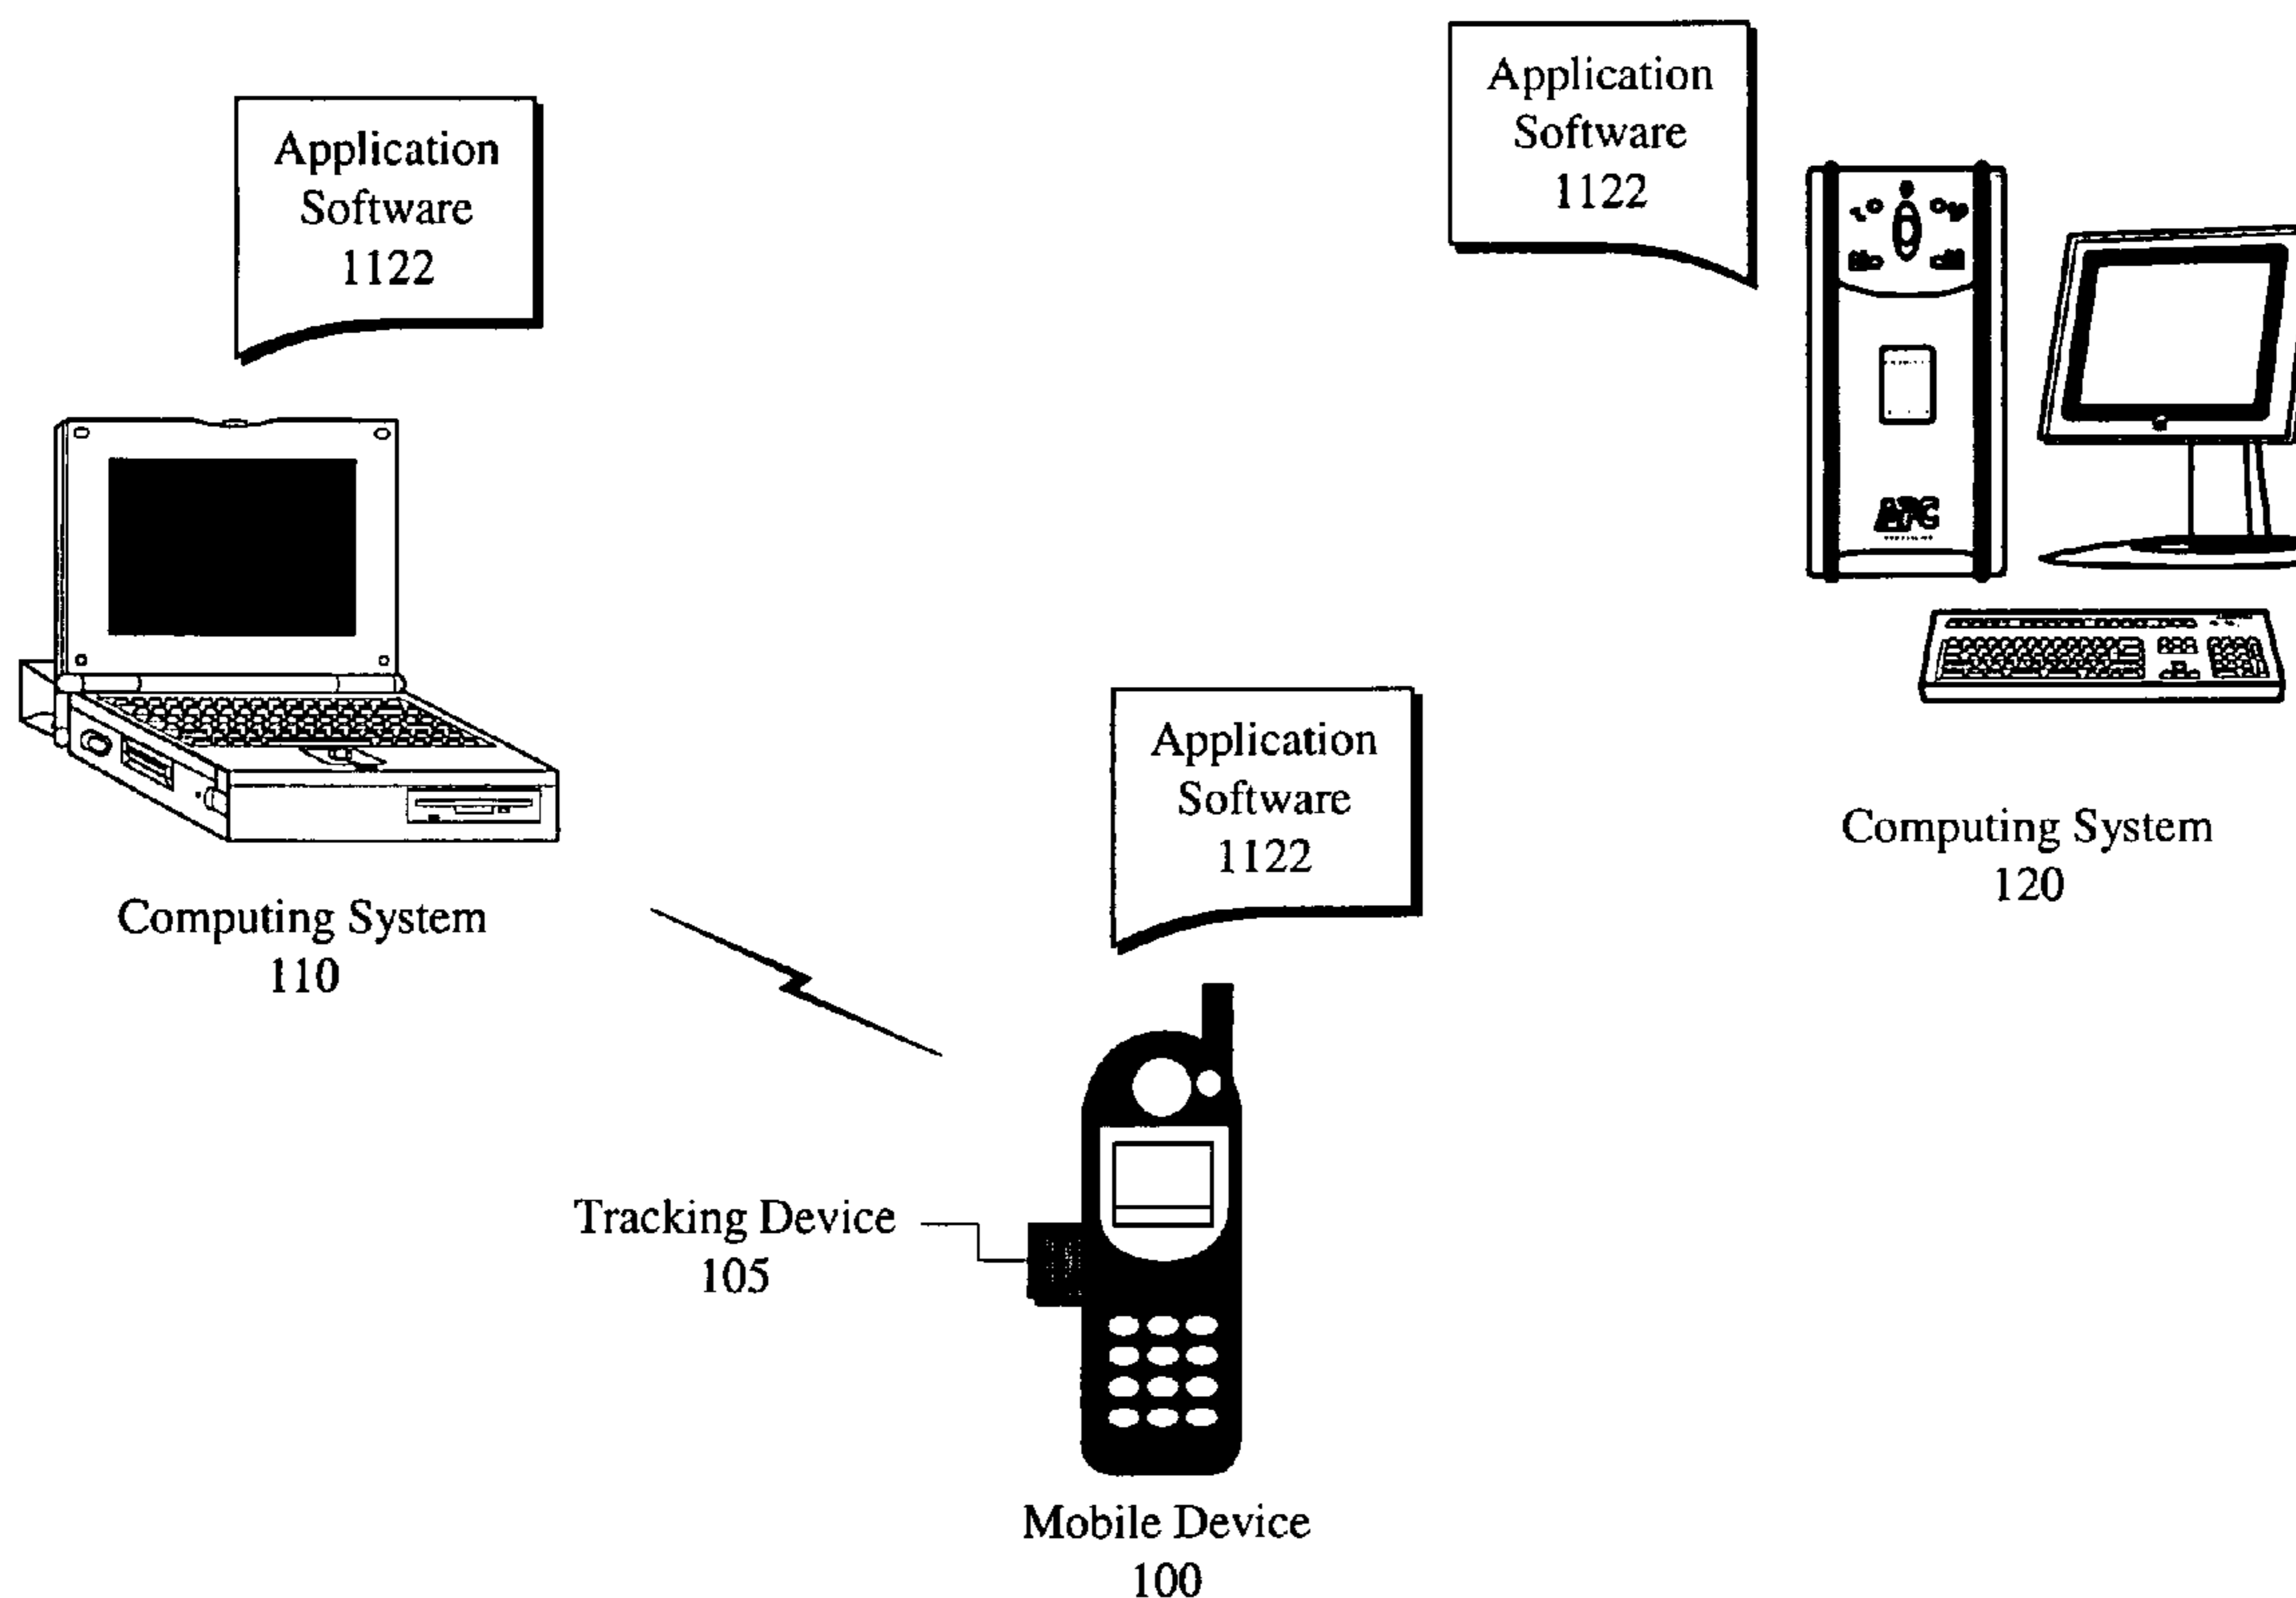 Application
Software
1122
Application
Software
1122
APC
Computing System
120
Application
Software
1122
Computing System
110
Tracking Device
105
Mobile Device
100